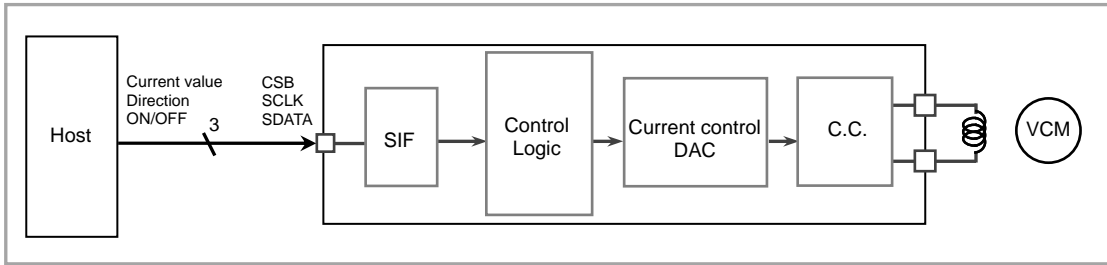 Host
Current value
Direction
ON/OFF
3
CSB
SCLK
SDATA
SIF
Control
Logic
Current control
DAC
C.C.
VCM